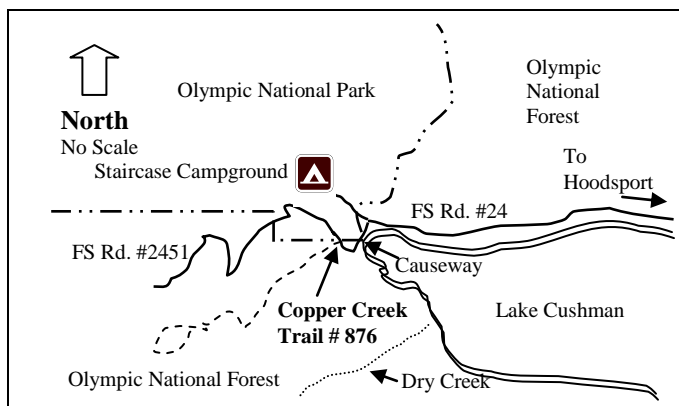 Olympic National Park
Olympic
National
Forest
North
No Scale
Staircase Campground
To
Hoodsport
FS Rd. #24
FS Rd. #2451
Causeway
Copper Creek
Trail # 876
Lake Cushman
Olympic National Forest
Dry Creek